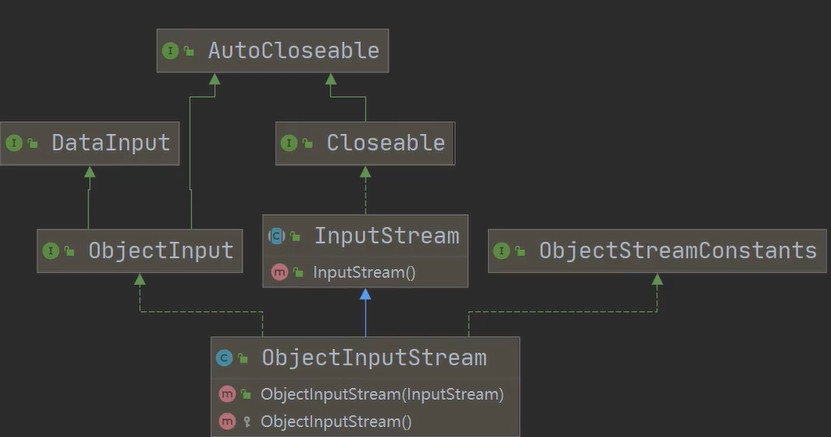 AutoCloseable
DataInput
Closeable
ObjectInput
InputStream
InputStream()
ObjectStreamConstants
ObjectInputStream
ObjectInputStream(InputStream)
ObjectInputStream()